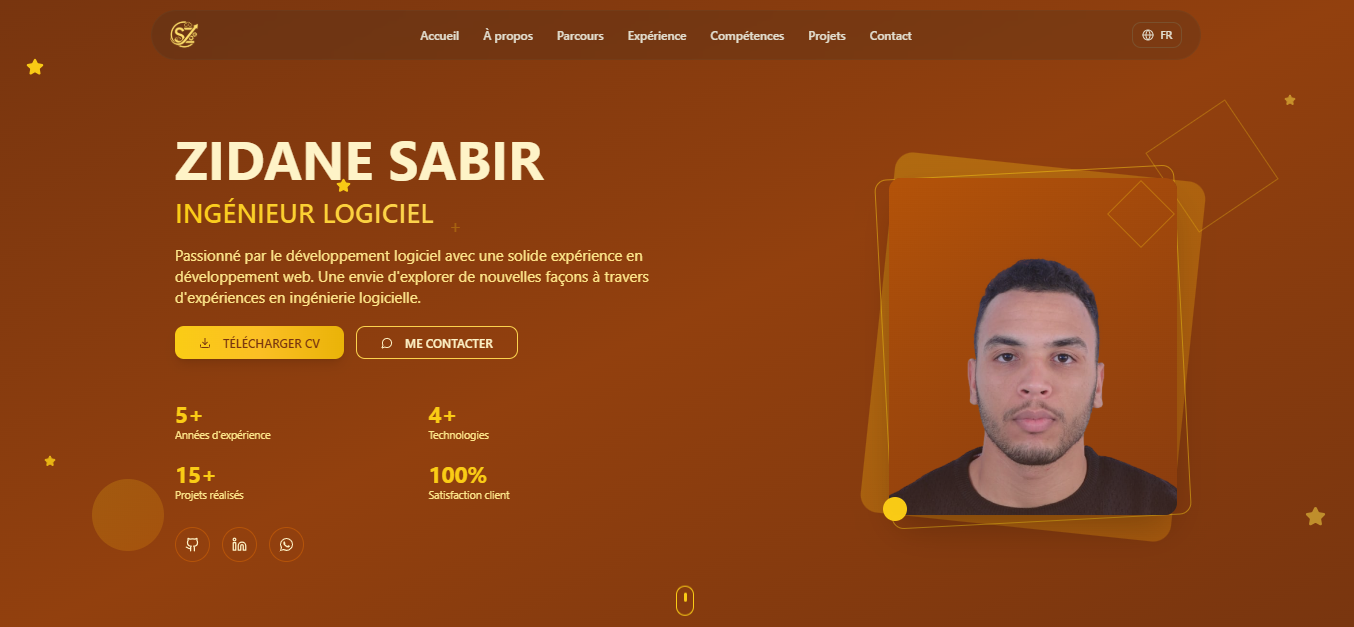 SZ
Accueil
À propos
Parcours
Expérience
Compétences
Projets
Contact
FR
ZIDANE SABIR
INGÉNIEUR LOGICIEL
Passionné par le développement logiciel avec une solide expérience en
développement web. Une envie d'explorer de nouvelles façons à travers
d'expériences en ingénierie logicielle.
TÉLÉCHARGER CV
ME CONTACTER
5+
Années d'expérience
4+
Technologies
15+
Projets réalisés
100%
Satisfaction client
in